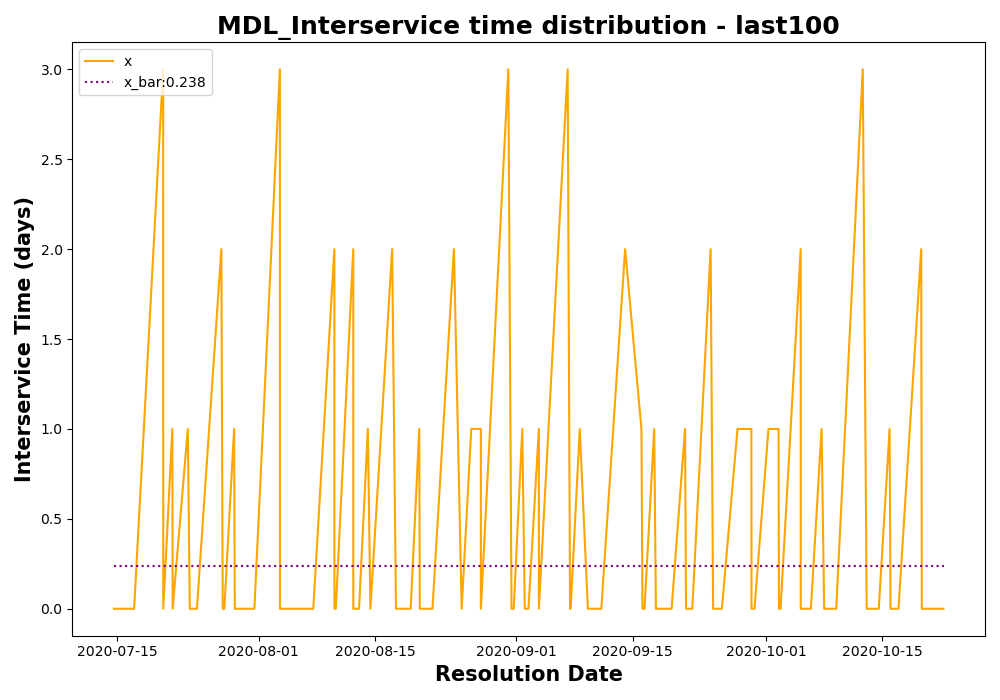 MDL_Interservice time distribution - last100
x
x_bar:0.238
Interservice Time (days)
3.0
2.5
2.0
1.5
1.0
0.5
0.0
2020-07-15
2020-08-01
2020-08-15
2020-09-01
2020-09-15
2020-10-01
2020-10-15
Resolution Date